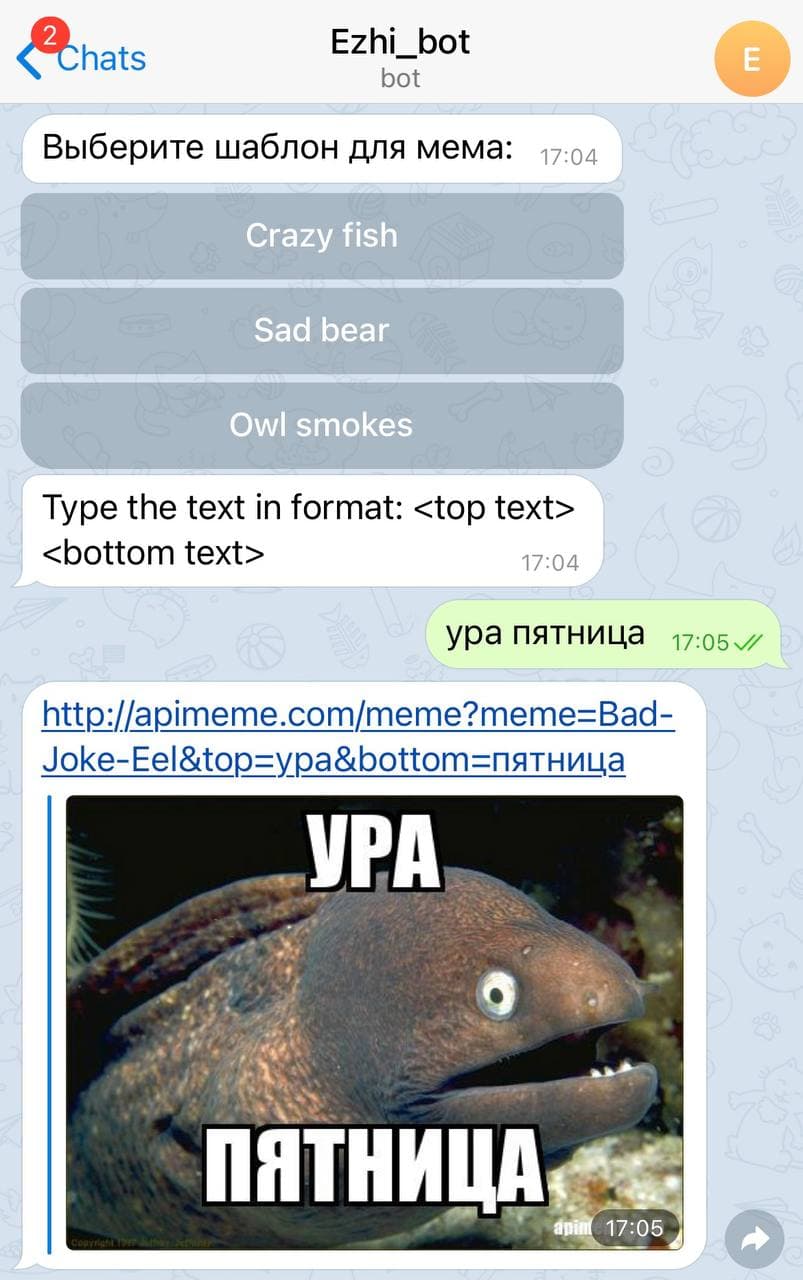 2
Chats
Ezhi_bot
bot
E
Выберите шаблон для мема:
17:04
Crazy fish
Sad bear
Owl smokes
Type the text in format: <top text>
<bottom text>
17:04
ура пятница
17:05
http://apimeme.com/meme?meme=Bad-
Joke-Eel&top=ура&bottom=пятница
УРА
ПЯТНИЦА
17:05